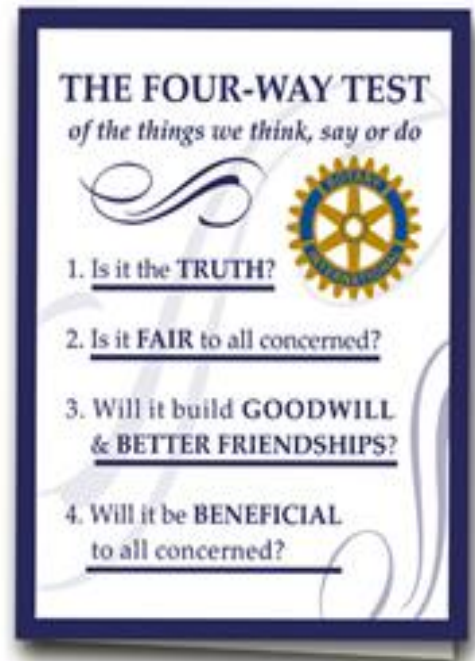 THE FOUR-WAY TEST
of the things we think, say or do
ROTARY
INTERNATIONAL
1. Is it the TRUTH?
2. Is it FAIR to all concerned?
3. Will it build GOODWILL
& BETTER FRIENDSHIPS?
4. Will it be BENEFICIAL
to all concerned?